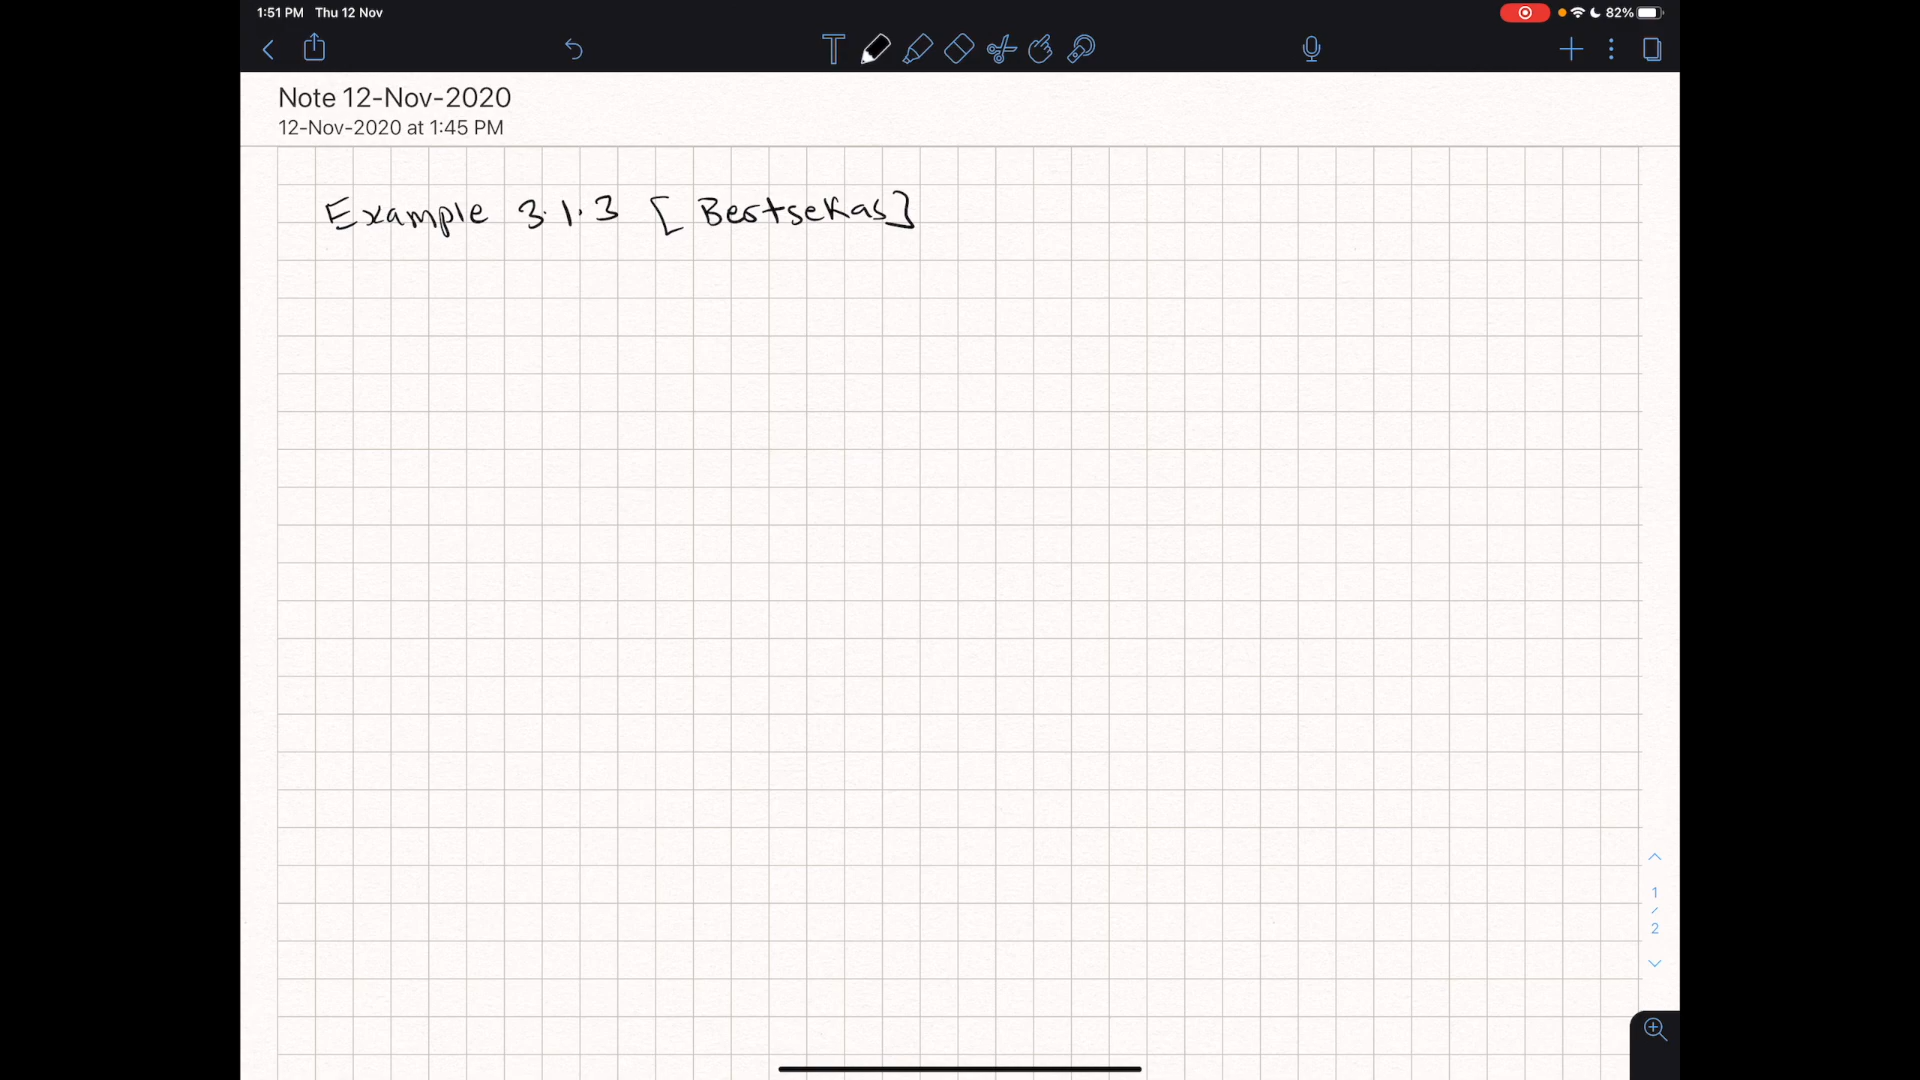 1:51 PM Thu 12 Nov
82%
Note 12-Nov-2020
12-Nov-2020 at 1:45 PM
Example 3.1.3 [Bestsekas]
1
/
2